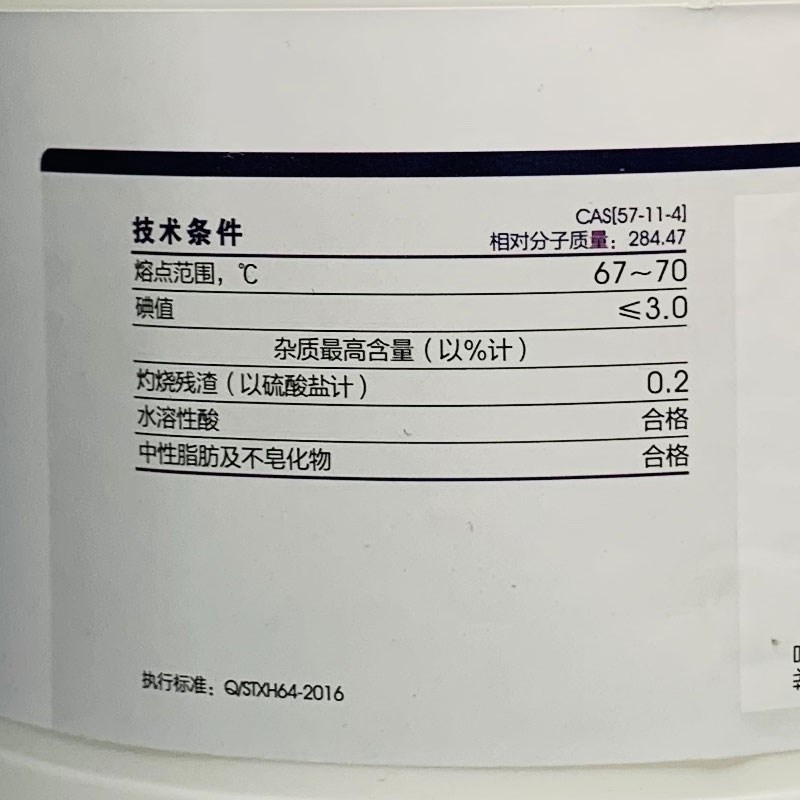 CAS[57-11-4]
技术条件 相对分子质量：284.47
熔点范围，℃ 67～70
碘值 ≤3.0
杂质最高含量（以%计）
灼烧残渣（以硫酸盐计） 0.2
水溶性酸 合格
中性脂肪及不皂化物 合格
执行标准：Q/STXH64-2016